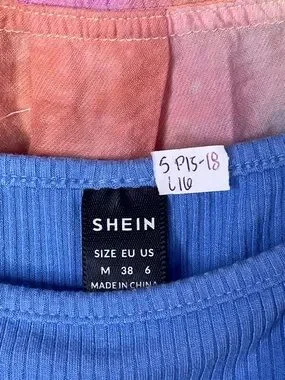 5 P15-18
L16
SHEIN
SIZE EU US
M 38 6
MADE IN CHINA